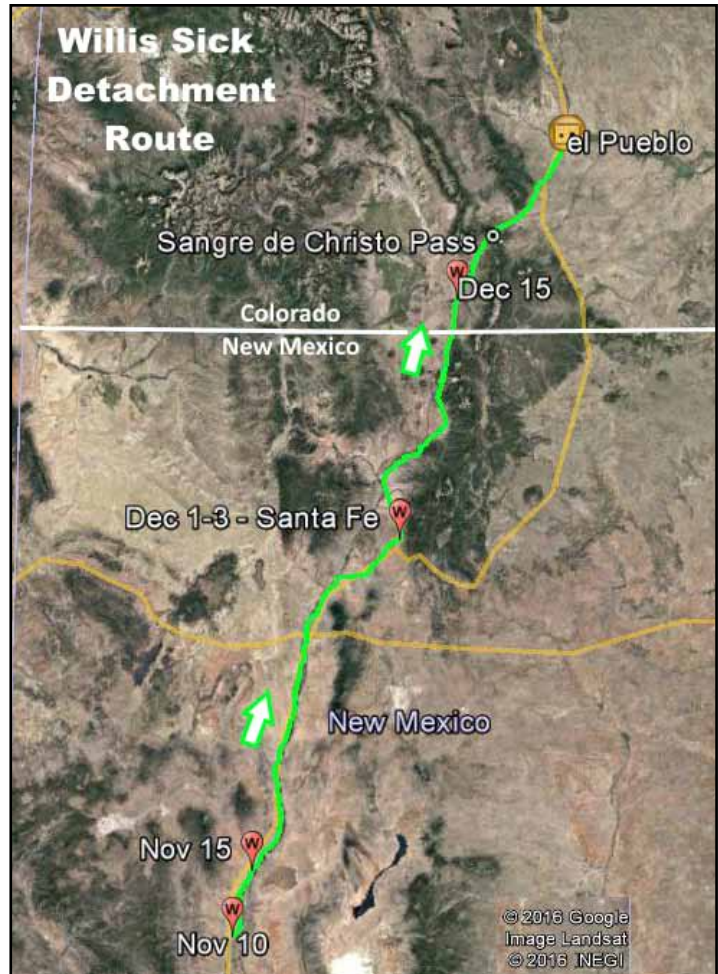 Willis Sick
Detachment
Route
el Pueblo
Sangre de Christo Pass
W
Dec 15
Colorado
New Mexico
W
Dec 1-3 - Santa Fe
New Mexico
W
Nov 15
W
Nov 10
© 2016 Google
Image Landsat
© 2016 INEGI